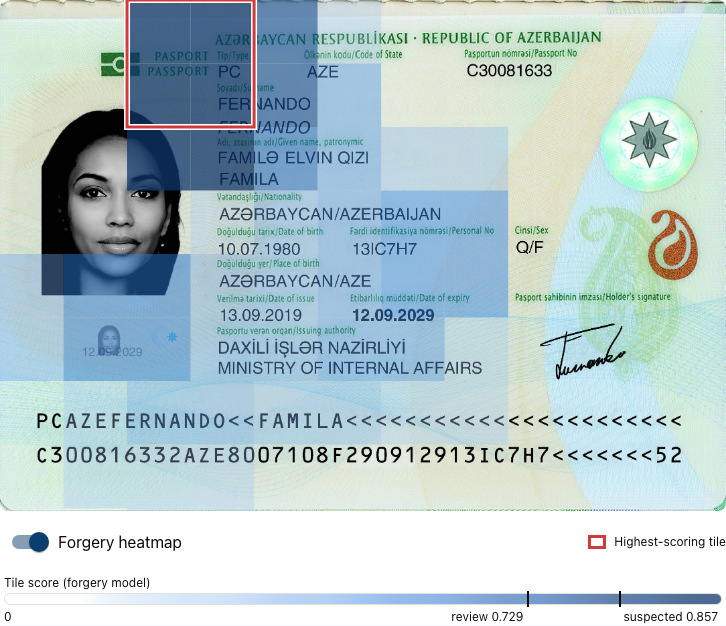 AZƏRBAYCAN RESPUBLİKASI · REPUBLIC OF AZERBAIJAN
PASPORT
PASSPORT
Tip/Type
Ölkənin kodu/Code of State
Pasportun nömrəsi/Passport No
PC
AZE
C30081633
Soyadı/Surname
FERNANDO
FERNANDO
Adı, atasının adı/Given name, patronymic
FAMILƏ ELVIN QIZI
FAMILA
Vətəndaşlığı/Nationality
AZƏRBAYCAN/AZERBAIJAN
Doğulduğu tarix/Date of birth
Fərdi identifikasiya nömrəsi/Personal No
Cinsi/Sex
10.07.1980
13IC7H7
Q/F
Doğulduğu yer/Place of birth
AZƏRBAYCAN/AZE
Verilmə tarixi/Date of issue
Etibarlılıq müddəti/Date of expiry
Pasport sahibinin imzası/Holder's signature
13.09.2019
12.09.2029
Pasportu verən orqan/Issuing authority
DAXİLİ İŞLƏR NAZİRLİYİ
MINISTRY OF INTERNAL AFFAIRS
12.09.2029
PCAZEFERNANDO<<FAMILA<<<<<<<<<<<<<<<<<<<<<<<
C300816332AZE8007108F290912913IC7H7<<<<<<<52
Forgery heatmap
Highest-scoring tile
Tile score (forgery model)
0
review 0.729
suspected 0.857